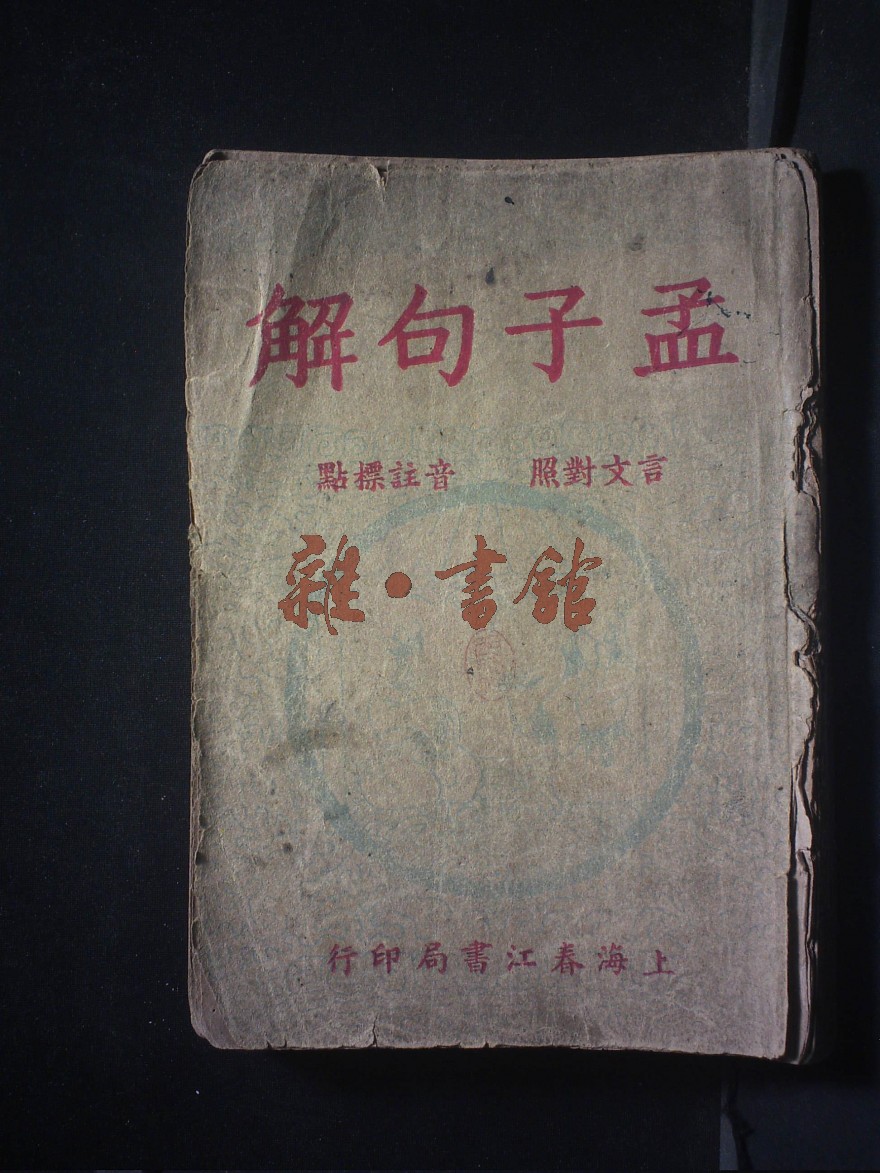 孟子句解
言文對照 音註標點
雜·書館
上海春江書局印行